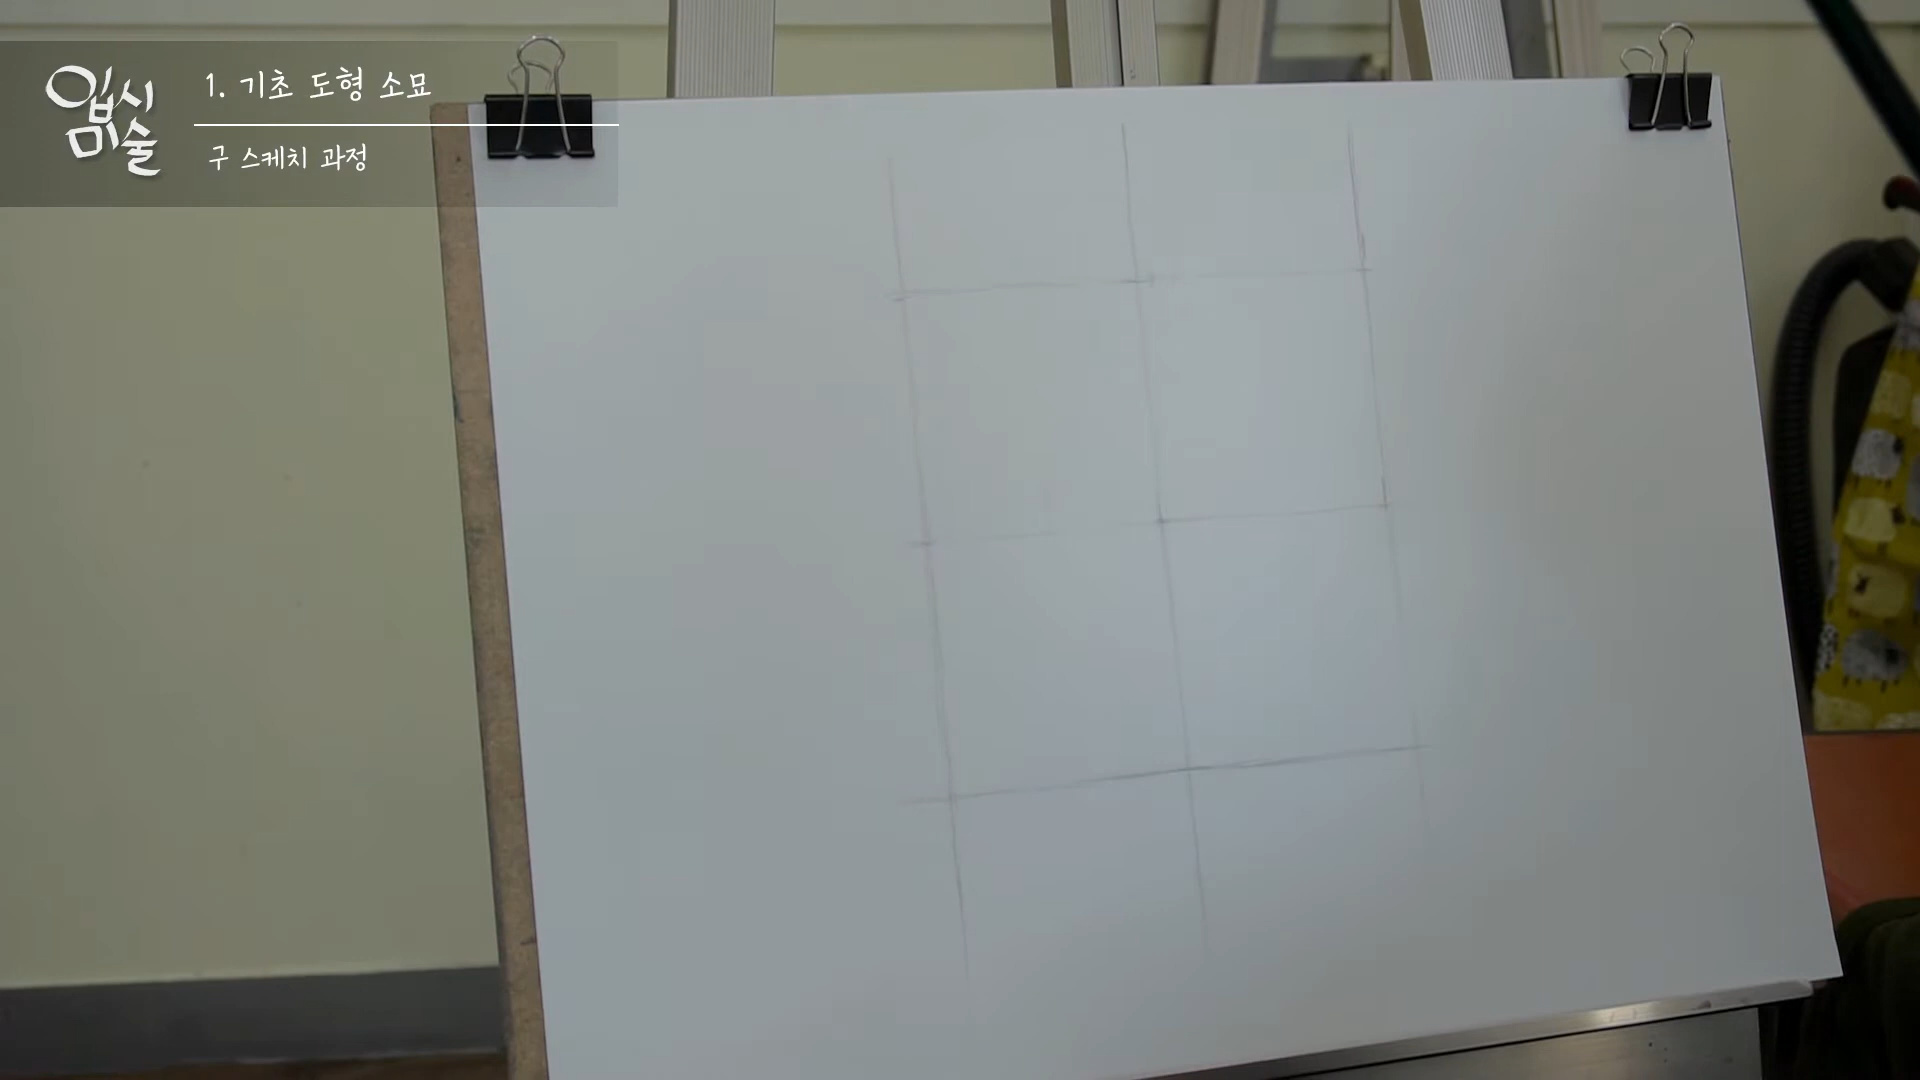 입시
미술
1. 기초 도형 소묘
구 스케치 과정